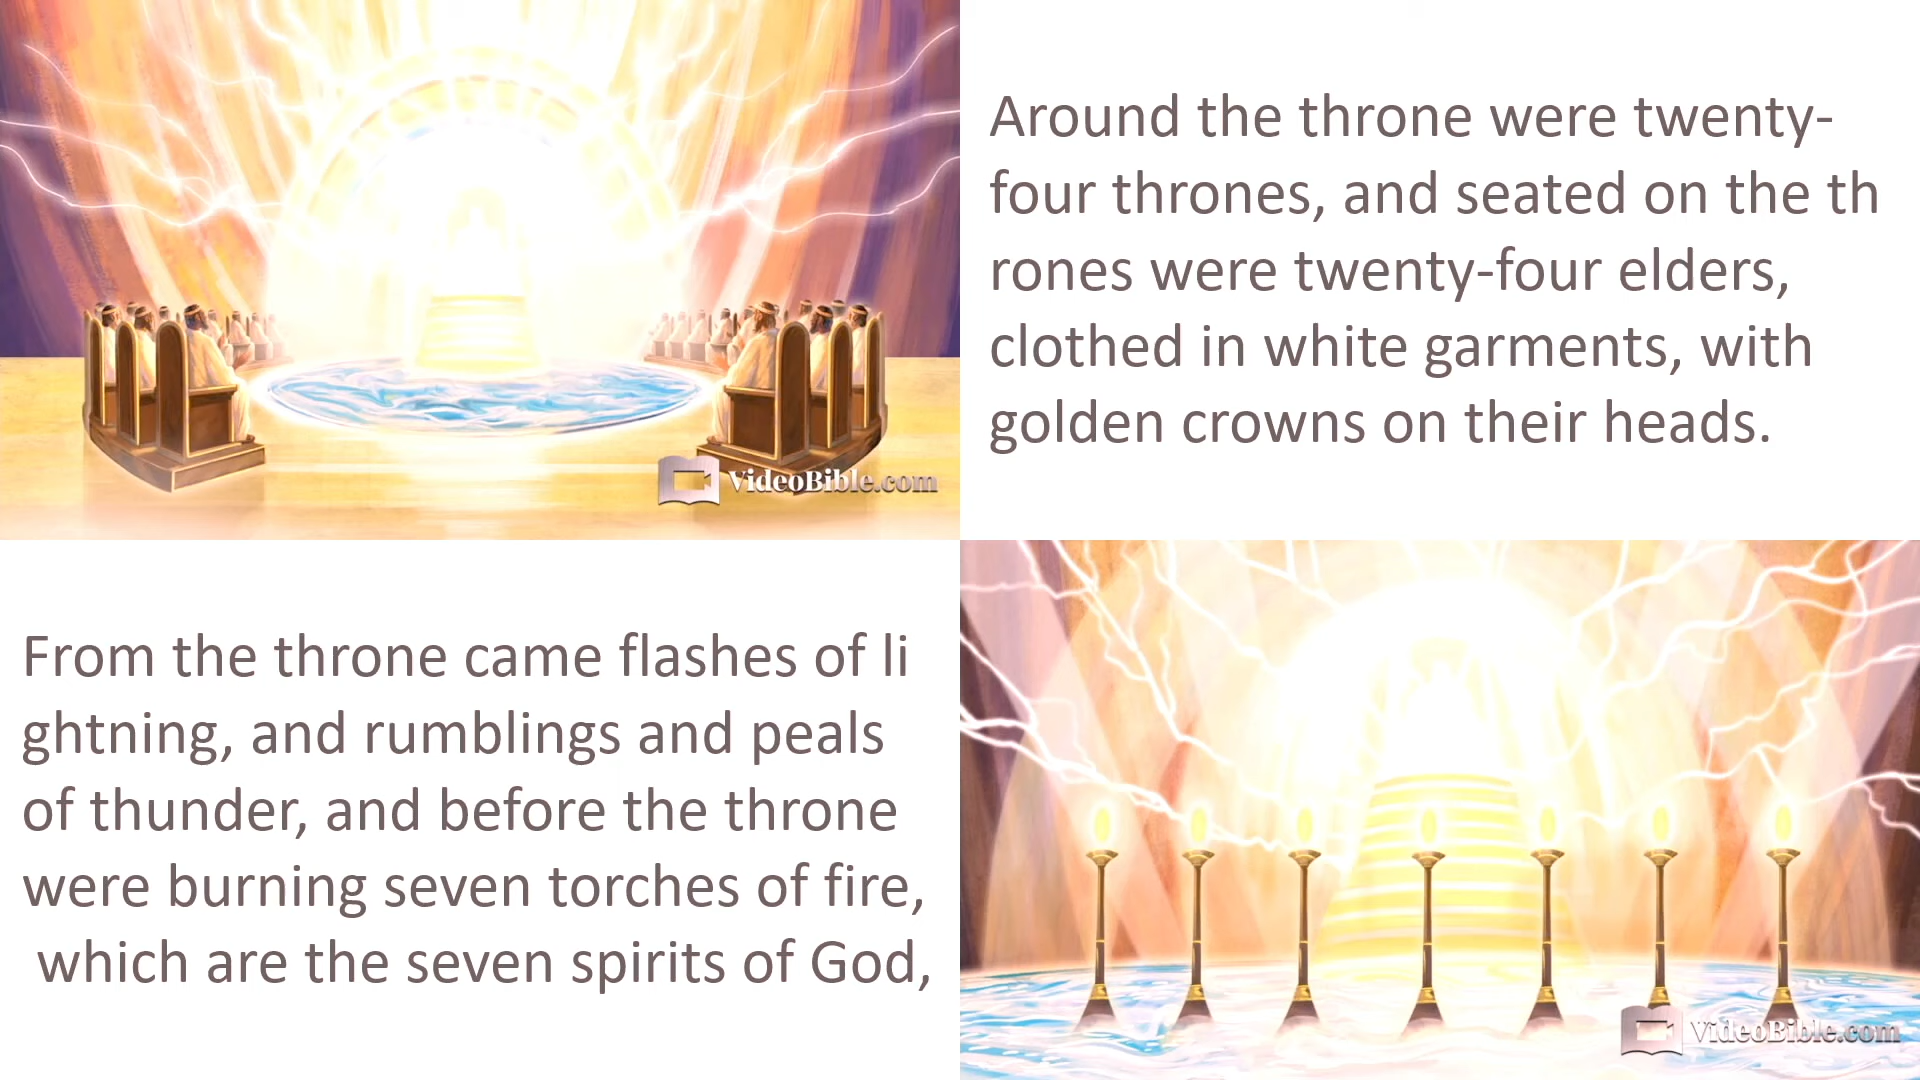 Around the throne were twenty-
four thrones, and seated on the th
rones were twenty-four elders,
clothed in white garments, with
golden crowns on their heads.
VideoBible.com
From the throne came flashes of li
ghtning, and rumblings and peals
of thunder, and before the throne
were burning seven torches of fire,
which are the seven spirits of God,
VideoBible.com